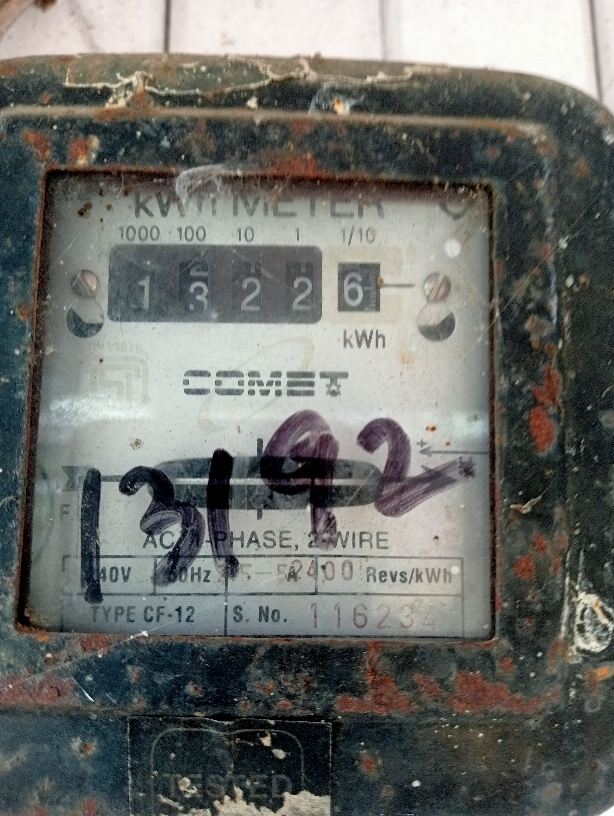 kWh METER
1000 100 10 1 1/10
1 3 2 2 6
kWh
COMET
13192
AC, 1-PHASE, 2-WIRE
240V 50Hz A 2400 Revs/kWh
TYPE CF-12 S. No. 116234
TESTED